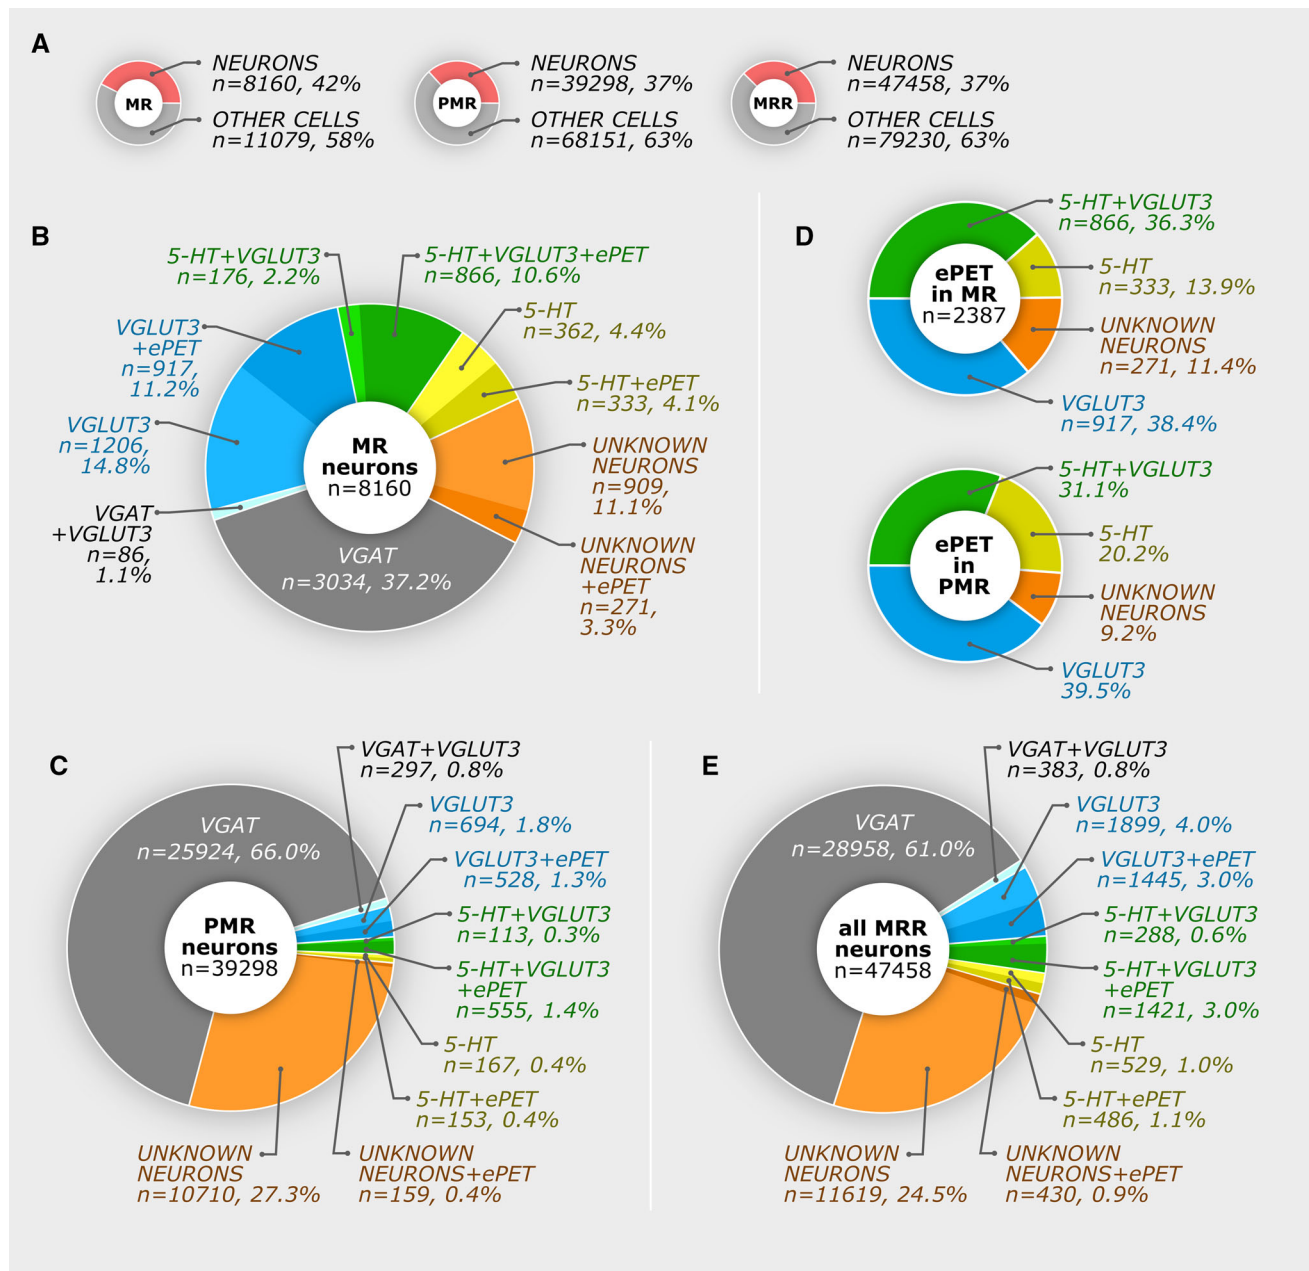 A
MR
NEURONS
n=8160, 42%
OTHER CELLS
n=11079, 58%
PMR
NEURONS
n=39298, 37%
OTHER CELLS
n=68151, 63%
MRR
NEURONS
n=47458, 37%
OTHER CELLS
n=79230, 63%
B
5-HT+VGLUT3
n=176, 2.2%
5-HT+VGLUT3+ePET
n=866, 10.6%
5-HT
n=362, 4.4%
5-HT+ePET
n=333, 4.1%
UNKNOWN
NEURONS
n=909,
11.1%
UNKNOWN
NEURONS
+ePET
n=271,
3.3%
VGLUT3
+ePET
n=917,
11.2%
VGLUT3
n=1206,
14.8%
VGAT
+VGLUT3
n=86,
1.1%
MR
neurons
n=8160
VGAT
n=3034, 37.2%
D
ePET
in MR
n=2387
5-HT+VGLUT3
n=866, 36.3%
5-HT
n=333, 13.9%
UNKNOWN
NEURONS
n=271, 11.4%
VGLUT3
n=917, 38.4%
ePET
in
PMR
5-HT+VGLUT3
31.1%
5-HT
20.2%
UNKNOWN
NEURONS
9.2%
VGLUT3
39.5%
C
VGAT
n=25924, 66.0%
PMR
neurons
n=39298
VGAT+VGLUT3
n=297, 0.8%
VGLUT3
n=694, 1.8%
VGLUT3+ePET
n=528, 1.3%
5-HT+VGLUT3
n=113, 0.3%
5-HT+VGLUT3
+ePET
n=555, 1.4%
5-HT
n=167, 0.4%
5-HT+ePET
n=153, 0.4%
UNKNOWN
NEURONS
n=10710, 27.3%
UNKNOWN
NEURONS+ePET
n=159, 0.4%
E
VGAT
n=28958, 61.0%
all MRR
neurons
n=47458
VGAT+VGLUT3
n=383, 0.8%
VGLUT3
n=1899, 4.0%
VGLUT3+ePET
n=1445, 3.0%
5-HT+VGLUT3
n=288, 0.6%
5-HT+VGLUT3
+ePET
n=1421, 3.0%
5-HT
n=529, 1.0%
5-HT+ePET
n=486, 1.1%
UNKNOWN
NEURONS
n=11619, 24.5%
UNKNOWN
NEURONS+ePET
n=430, 0.9%